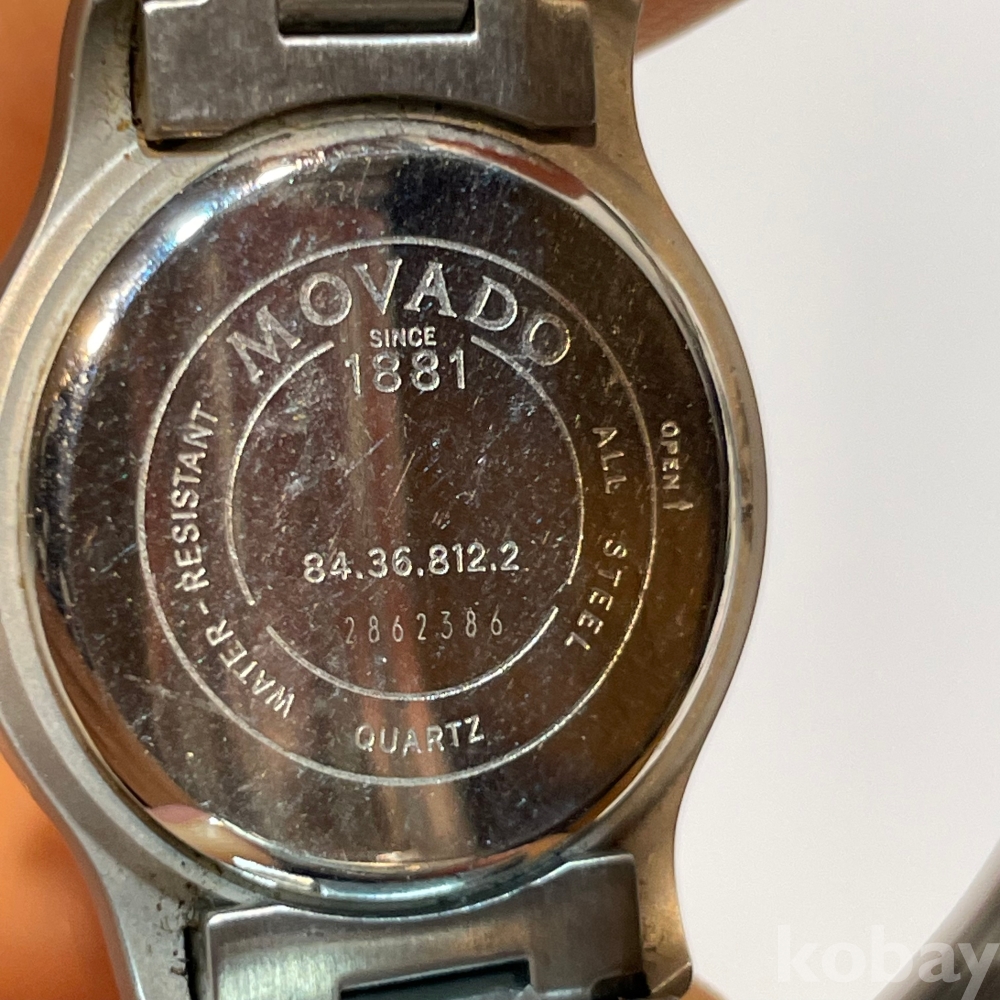 MOVADO
SINCE
1881
WATER-RESISTANT
ALL STEEL
OPEN
84.36.812.2
2862386
QUARTZ
kobay